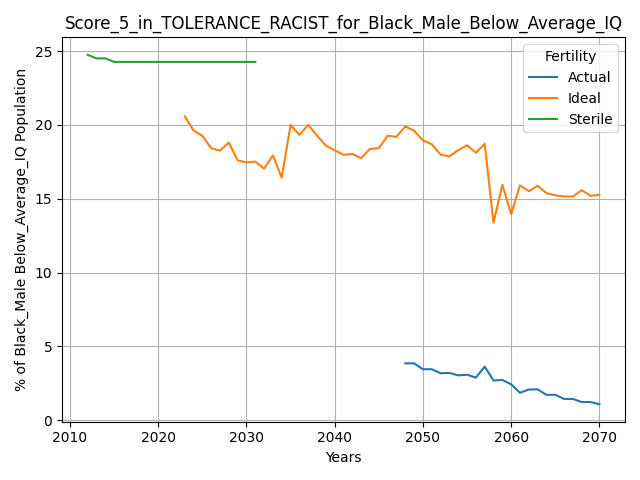 Score_5_in_TOLERANCE_RACIST_for_Black_Male_Below_Average_IQ
% of Black_Male Below_Average_IQ Population
25
20
15
10
5
0
Fertility
Actual
Ideal
Sterile
2010 2020 2030 2040 2050 2060 2070
Years